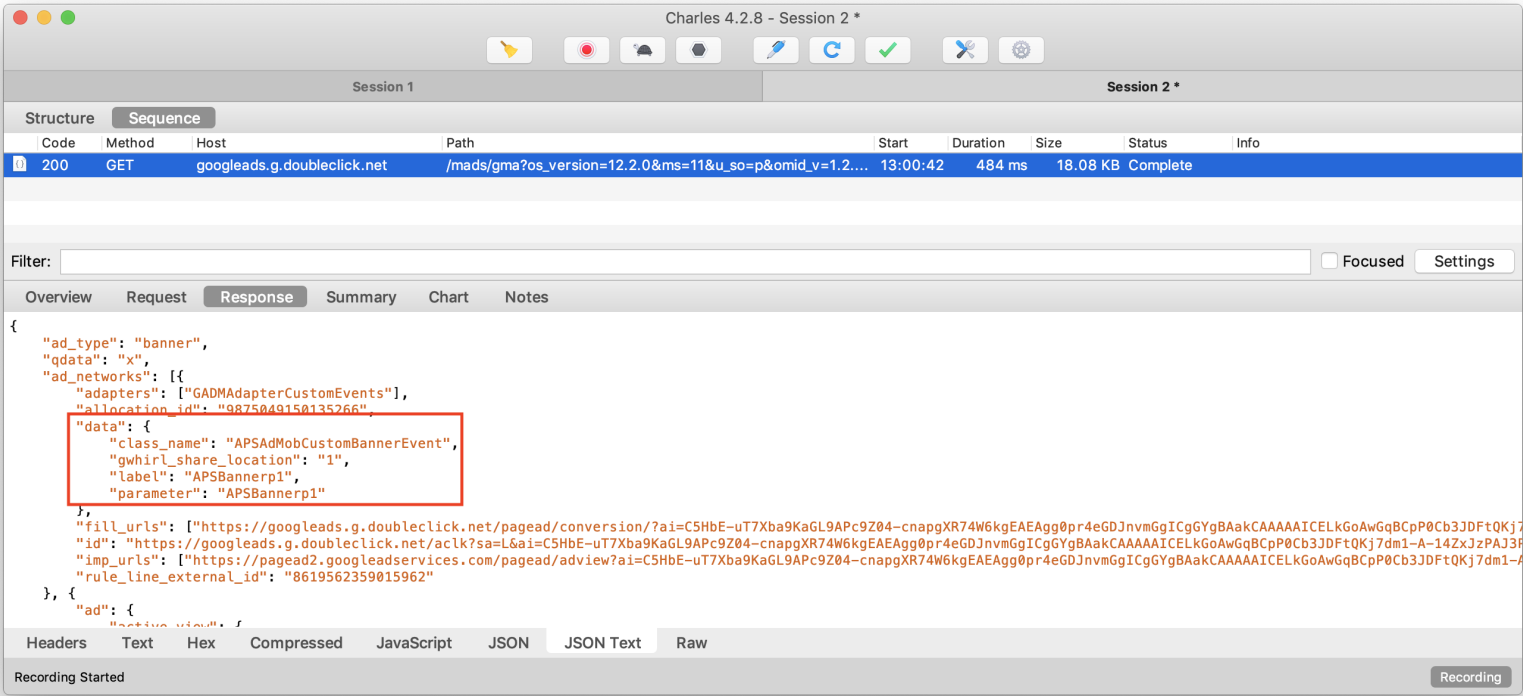 Charles 4.2.8 - Session 2 *
Session 1
Session 2 *
Structure Sequence
Code Method Host Path Start Duration Size Status Info
200 GET googleads.g.doubleclick.net /mads/gma?os_version=12.2.0&ms=11&u_so=p&omid_v=1.2.... 13:00:42 484 ms 18.08 KB Complete
Filter: Focused Settings
Overview Request Response Summary Chart Notes
{
"ad_type": "banner",
"qdata": "x",
"ad_networks": [{
"adapters": ["GADMAdapterCustomEvents"],
"allocation_id": "9875049150135266",
"data": {
"class_name": "APSAdMobCustomBannerEvent",
"gwhirl_share_location": "1",
"label": "APSBannerp1",
"parameter": "APSBannerp1"
},
"fill_urls": ["https://googleads.g.doubleclick.net/pagead/conversion/?ai=C5HbE-uT7Xba9KaGL9APc9Z04-cnapgXR74W6kgEAEAgg0pr4eGDJnvmGgICgGYgBAakCAAAAAICELkGoAwGqBCpP0Cb3JDFtQKj7
"id": "https://googleads.g.doubleclick.net/aclk?sa=L&ai=C5HbE-uT7Xba9KaGL9APc9Z04-cnapgXR74W6kgEAEAgg0pr4eGDJnvmGgICgGYgBAakCAAAAAICELkGoAwGqBCpP0Cb3JDFtQKj7dm1-A-14ZxJzPAJ3F
"imp_urls": ["https://pagead2.googleadservices.com/pagead/adview?ai=C5HbE-uT7Xba9KaGL9APc9Z04-cnapgXR74W6kgEAEAgg0pr4eGDJnvmGgICgGYgBAakCAAAAAICELkGoAwGqBCpP0Cb3JDFtQKj7dm1-A
"rule_line_external_id": "8619562359015962"
}, {
"ad": {
"active_view": {
Headers Text Hex Compressed JavaScript JSON JSON Text Raw
Recording Started Recording